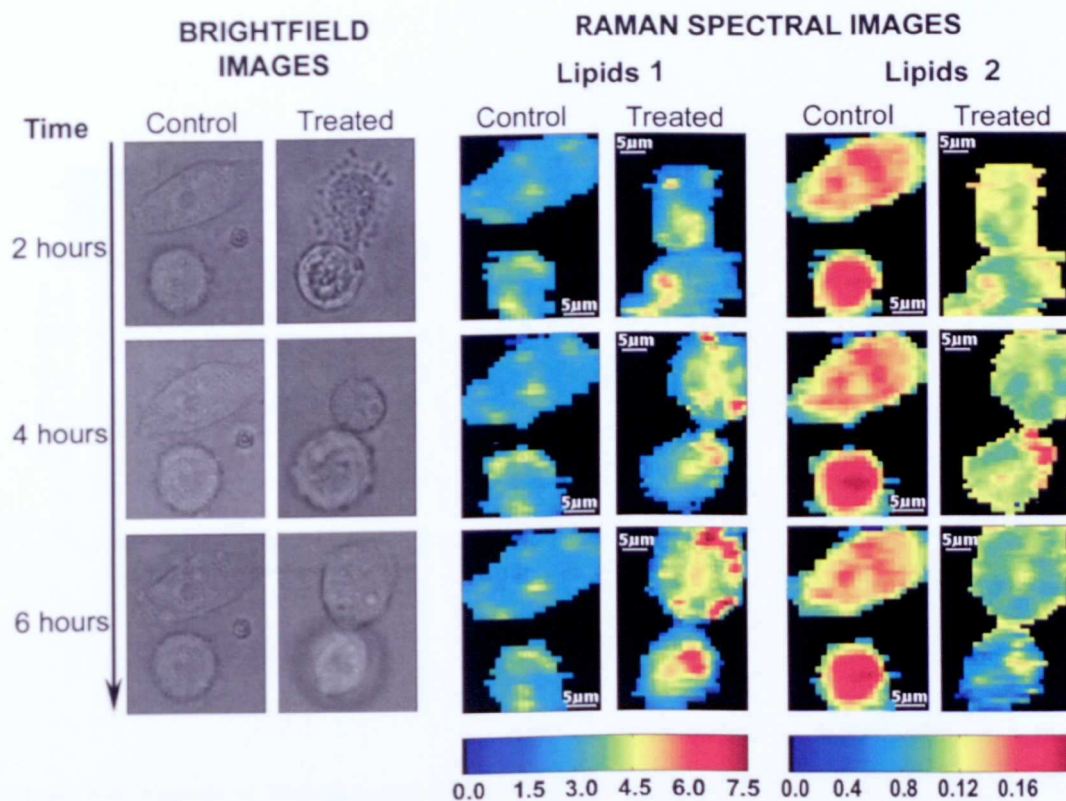 BRIGHTFIELD
IMAGES
RAMAN SPECTRAL IMAGES
Lipids 1
Lipids 2
Time
Control
Treated
Control
Treated
Control
Treated
2 hours
5µm
5µm
5µm
5µm
4 hours
5µm
5µm
5µm
5µm
6 hours
5µm
5µm
5µm
5µm
0.0 1.5 3.0 4.5 6.0 7.5
0.0 0.4 0.8 0.12 0.16